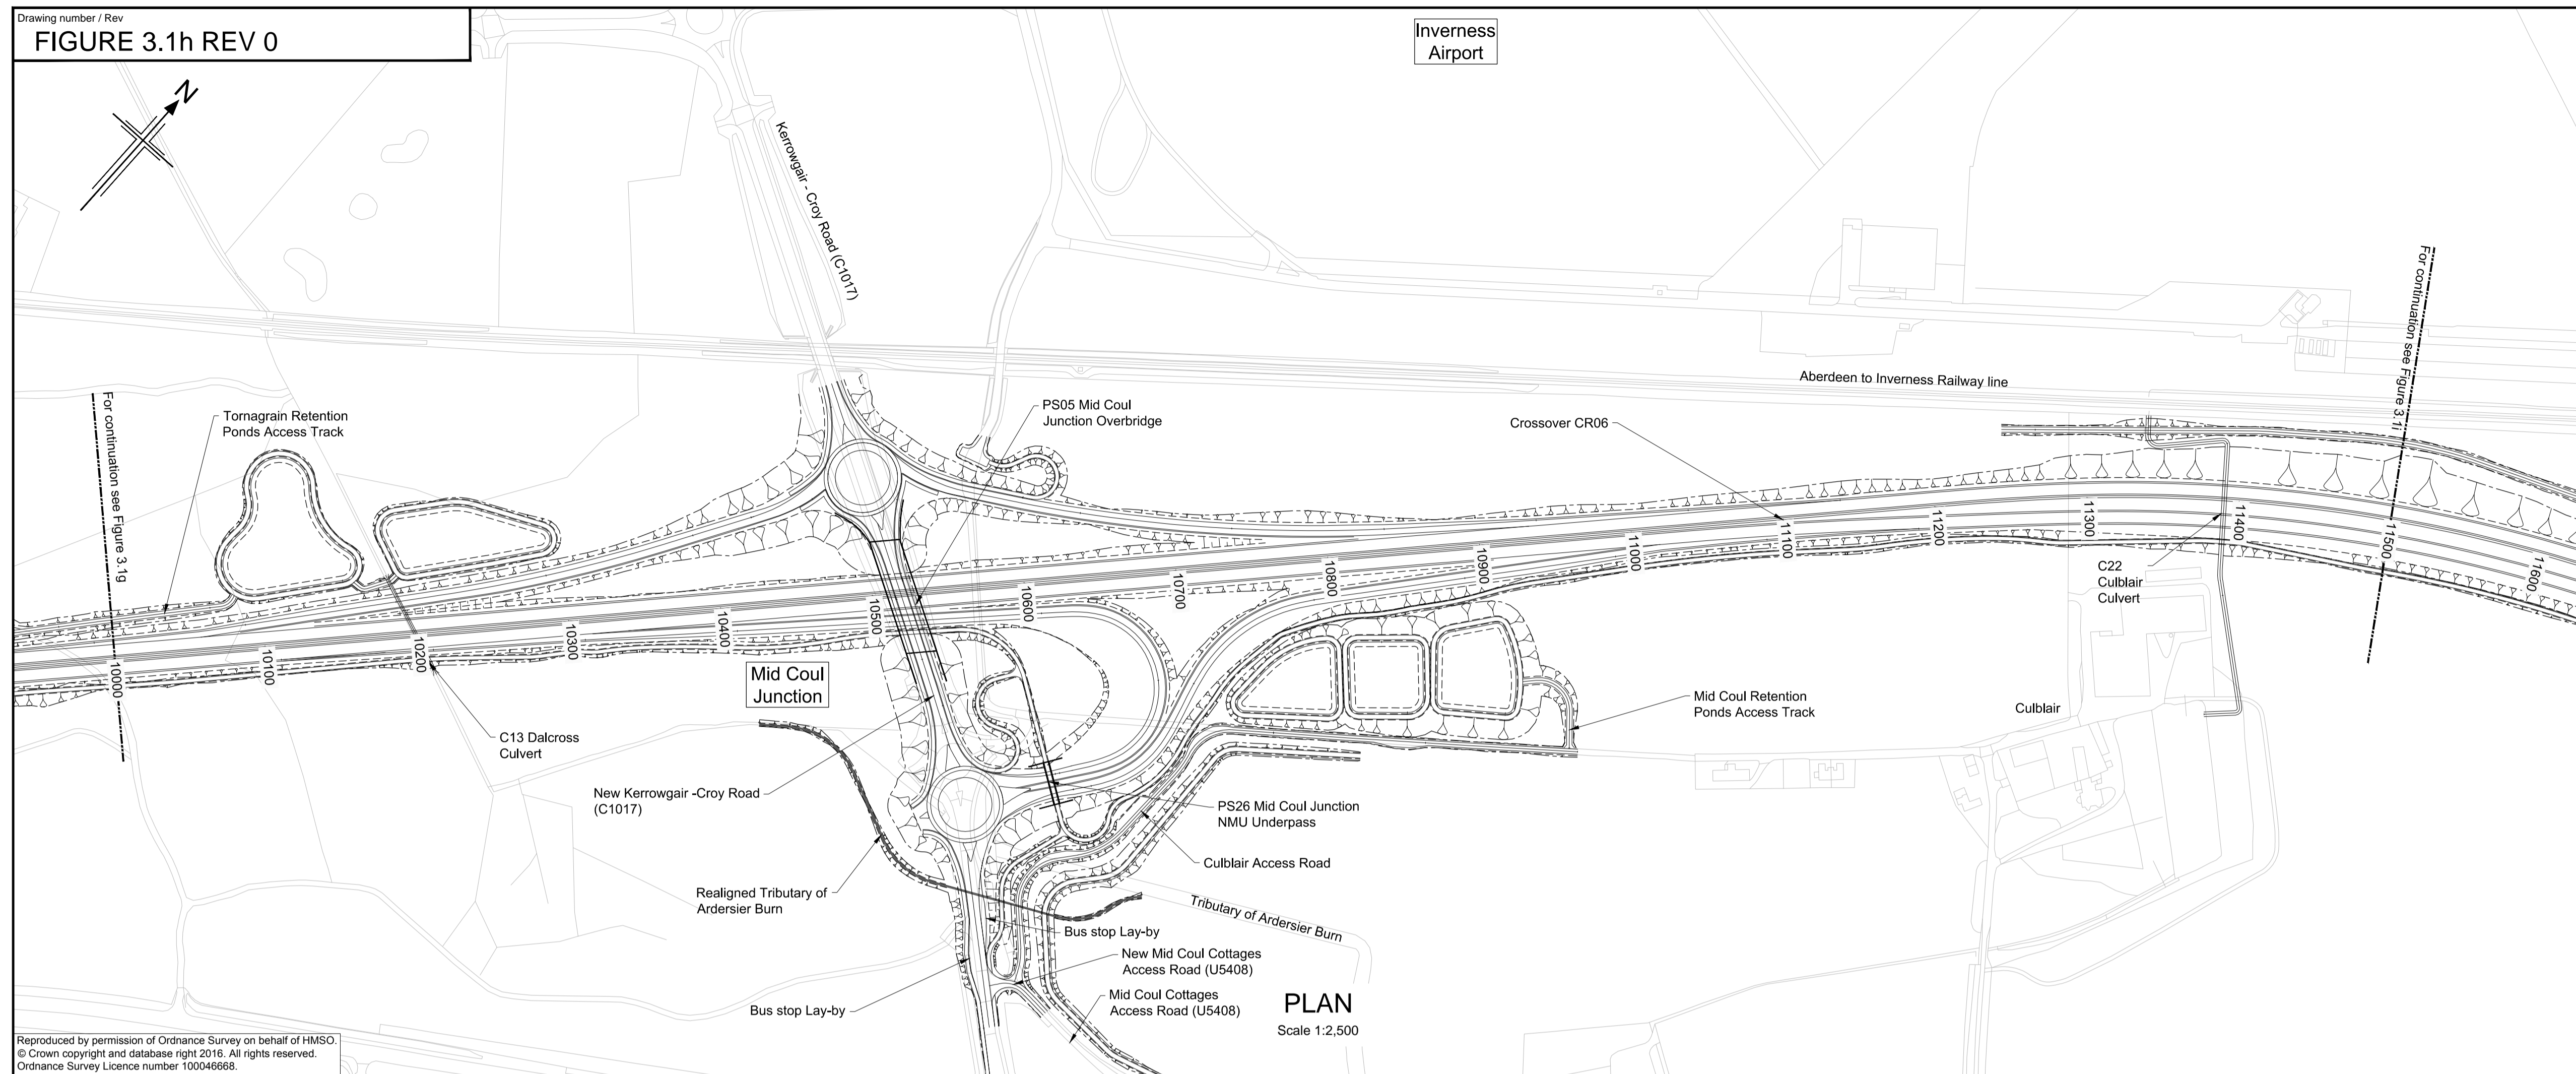 Drawing number / Rev
FIGURE 3.1h REV 0
Inverness
Airport
N
Kerrowgair - Croy Road (C1017)
For continuation see Figure 3.1g
Tornagrain Retention
Ponds Access Track
PS05 Mid Coul
Junction Overbridge
Crossover CR06
Aberdeen to Inverness Railway line
For continuation see Figure 3.1i
10000
10100
10200
10300
10400
10500
10600
10700
10800
10900
11000
11100
11200
11300
11400
11500
11600
C22
Culblair
Culvert
Mid Coul
Junction
C13 Dalcross
Culvert
New Kerrowgair -Croy Road
(C1017)
Mid Coul Retention
Ponds Access Track
Culblair
PS26 Mid Coul Junction
NMU Underpass
Culblair Access Road
Realigned Tributary of
Ardersier Burn
Tributary of Ardersier Burn
Bus stop Lay-by
New Mid Coul Cottages
Access Road (U5408)
Mid Coul Cottages
Access Road (U5408)
Bus stop Lay-by
PLAN
Scale 1:2,500
Reproduced by permission of Ordnance Survey on behalf of HMSO.
© Crown copyright and database right 2016. All rights reserved.
Ordnance Survey Licence number 100046668.